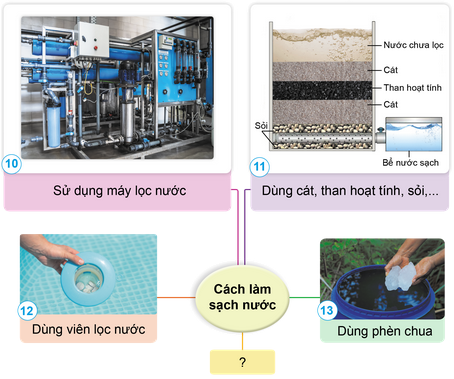 10
Sử dụng máy lọc nước
Nước chưa lọc
Cát
Than hoạt tính
Cát
Sỏi
Bể nước sạch
11
Dùng cát, than hoạt tính, sỏi,...
12
Dùng viên lọc nước
Cách làm
sạch nước
13
Dùng phèn chua
?